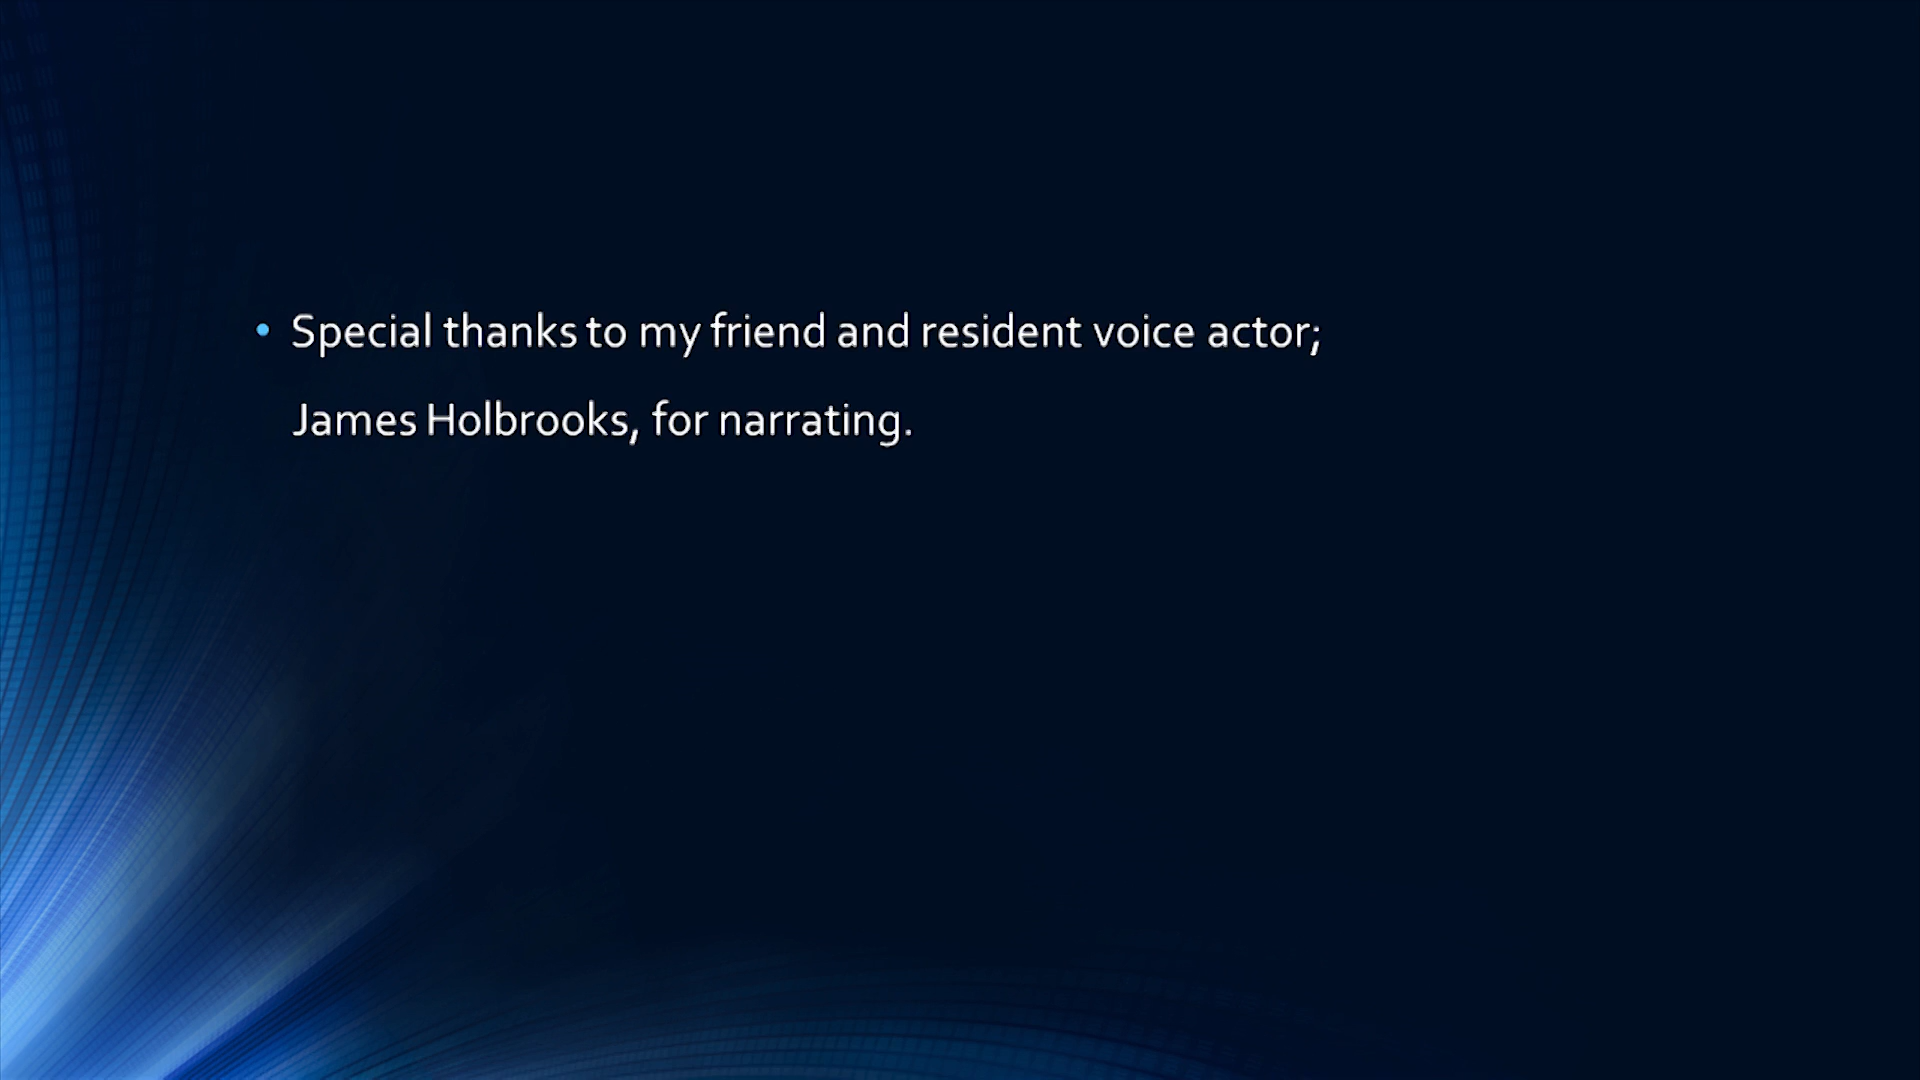 • Special thanks to my friend and resident voice actor;
James Holbrooks, for narrating.